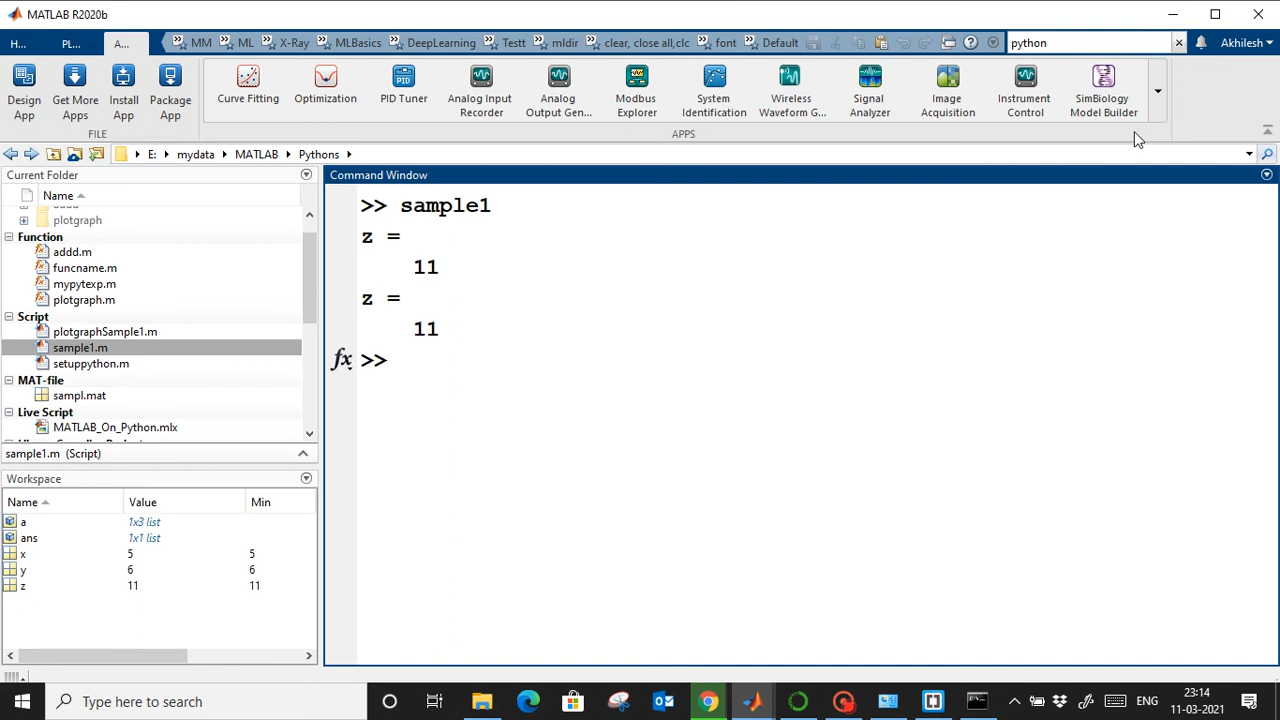 MATLAB R2020b
H... PL... A... MM ML X-Ray MLBasics DeepLearning Testt mldir clear, close all,clc font Default python Akhilesh
Design App Get More Apps Install App Package App Curve Fitting Optimization PID Tuner Analog Input Recorder Analog Output Gen... Modbus Explorer System Identification Wireless Waveform G... Signal Analyzer Image Acquisition Instrument Control SimBiology Model Builder
FILE APPS
E: mydata MATLAB Pythons
Current Folder
Name
plotgraph
Function
addd.m
funcname.m
mypytexp.m
plotgraph.m
Script
plotgraphSample1.m
sample1.m
setuppython.m
MAT-file
sampl.mat
Live Script
MATLAB_On_Python.mlx
sample1.m (Script)
Workspace
Name Value Min
a 1x3 list
ans 1x1 list
x 5 5
y 6 6
z 11 11
Command Window
>> sample1
z =
11
z =
11
fx >>
Type here to search
ENG
23:14
11-03-2021